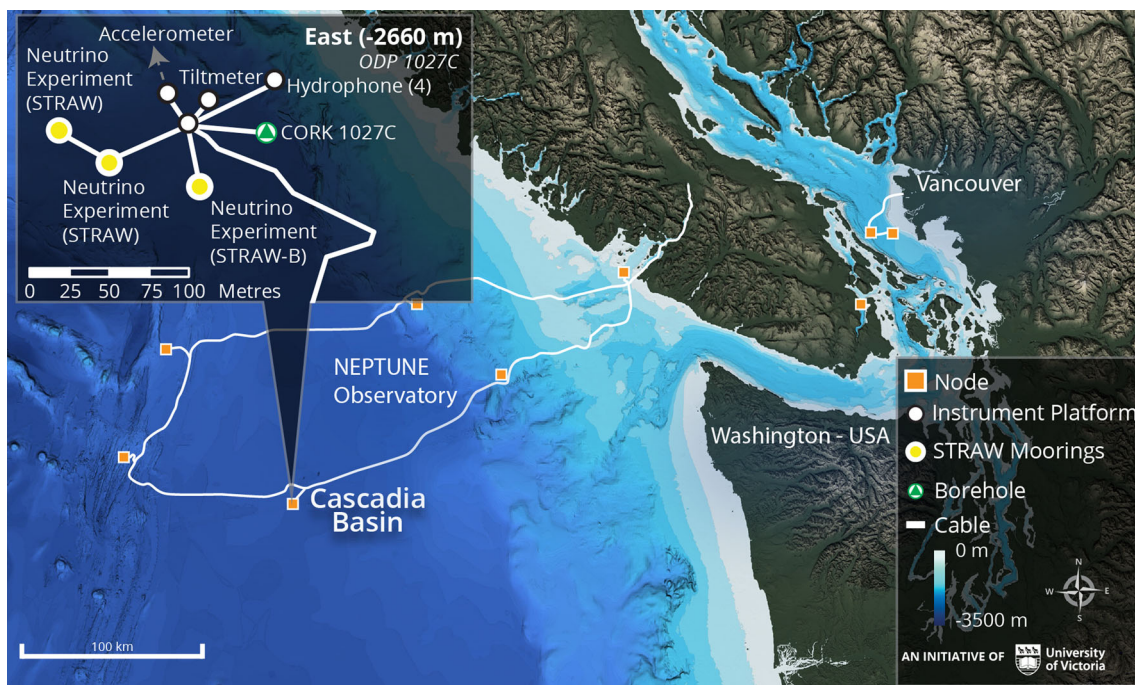 Accelerometer
East (-2660 m)
ODP 1027C
Neutrino
Experiment
(STRAW)
Tiltmeter
Hydrophone (4)
CORK 1027C
Neutrino
Experiment
(STRAW)
Neutrino
Experiment
(STRAW-B)
0 25 50 75 100 Metres
Vancouver
NEPTUNE
Observatory
Washington - USA
Cascadia
Basin
100 km
Node
Instrument Platform
STRAW Moorings
Borehole
Cable
0 m
-3500 m
N
W E
S
AN INITIATIVE OF
University
of Victoria